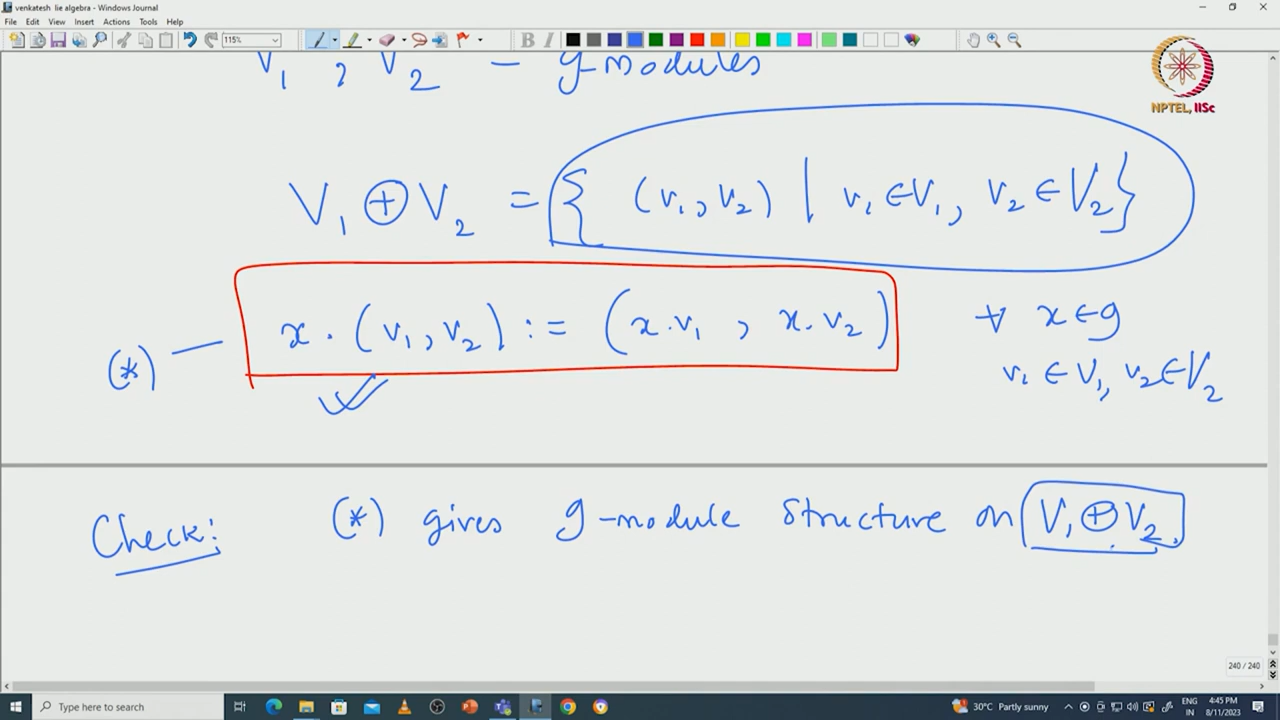 venkatesh lie algebra - Windows Journal
File Edit View Insert Actions Tools Help
115%
B I
V₁ , V₂ – g-modules
NPTEL, IISc
V₁ ⊕ V₂ = { (v₁, v₂) | v₁ ∈ V₁, v₂ ∈ V₂ }
(*) — x · (v₁, v₂) := (x.v₁ , x.v₂) ∀ x ∈ g
v₁ ∈ V₁, v₂ ∈ V₂
Check: (*) gives g-module structure on V₁ ⊕ V₂.
240 / 240
Type here to search
30°C Partly sunny
ENG
IN
4:45 PM
8/11/2023